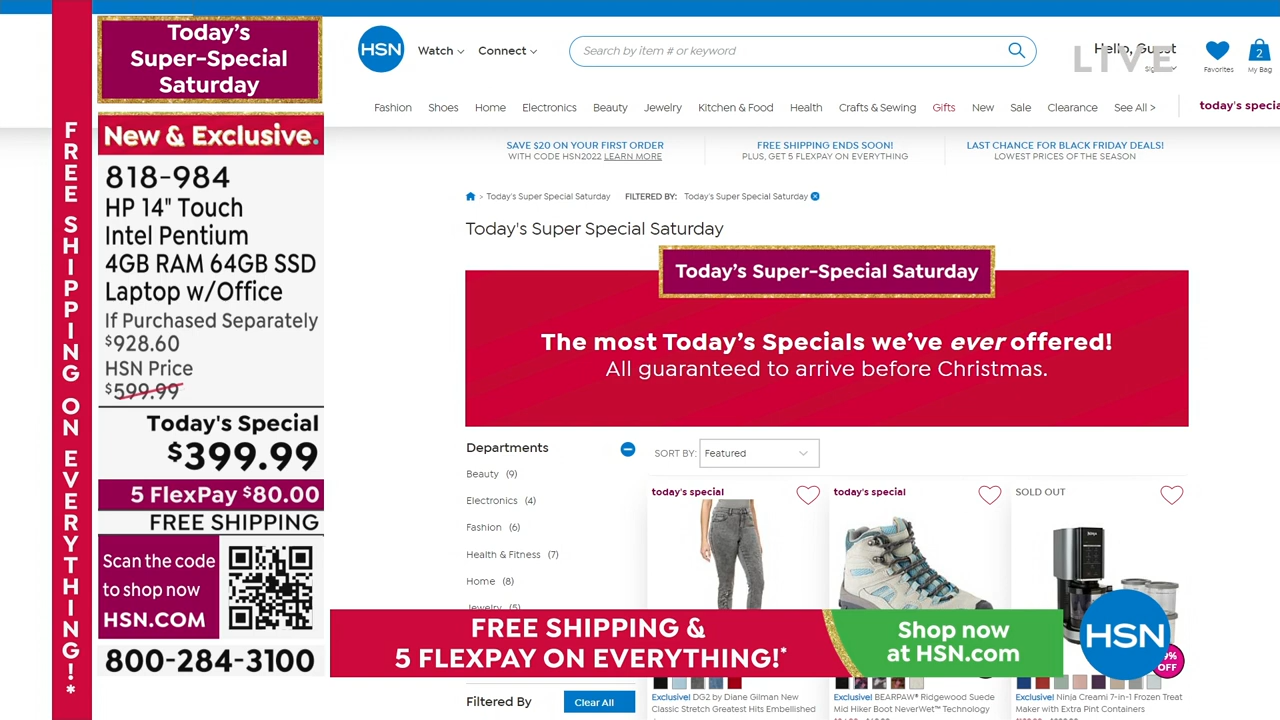 Today's
Super-Special
Saturday
FREE SHIPPING ON EVERYTHING!*
New & Exclusive.
818-984
HP 14" Touch
Intel Pentium
4GB RAM 64GB SSD
Laptop w/Office
If Purchased Separately
$928.60
HSN Price
$599.99
Today's Special
$399.99
5 FlexPay $80.00
FREE SHIPPING
Scan the code
to shop now
HSN.COM
800-284-3100
HSN
Watch
Connect
Search by item # or keyword
Hello, Guest
LIVE
Favorites
2
My Bag
Fashion Shoes Home Electronics Beauty Jewelry Kitchen & Food Health Crafts & Sewing Gifts New Sale Clearance See All >
today's specia
SAVE $20 ON YOUR FIRST ORDER
WITH CODE HSN2022 LEARN MORE
FREE SHIPPING ENDS SOON!
PLUS, GET 5 FLEXPAY ON EVERYTHING
LAST CHANCE FOR BLACK FRIDAY DEALS!
LOWEST PRICES OF THE SEASON
> Today's Super Special Saturday FILTERED BY: Today's Super Special Saturday
Today's Super Special Saturday
Today's Super-Special Saturday
The most Today's Specials we've ever offered!
All guaranteed to arrive before Christmas.
Departments
Beauty (9)
Electronics (4)
Fashion (6)
Health & Fitness (7)
Home (8)
Jewelry (5)
SORT BY: Featured
today's special
today's special
SOLD OUT
FREE SHIPPING &
5 FLEXPAY ON EVERYTHING!*
Shop now
at HSN.com
HSN
OFF
Filtered By
Clear All
Exclusive! DG2 by Diane Gilman New
Classic Stretch Greatest Hits Embellished
Exclusive! BEARPAW® Ridgewood Suede
Mid Hiker Boot NeverWet™ Technology
Exclusive! Ninja Creami 7-in-1 Frozen Treat
Maker with Extra Pint Containers